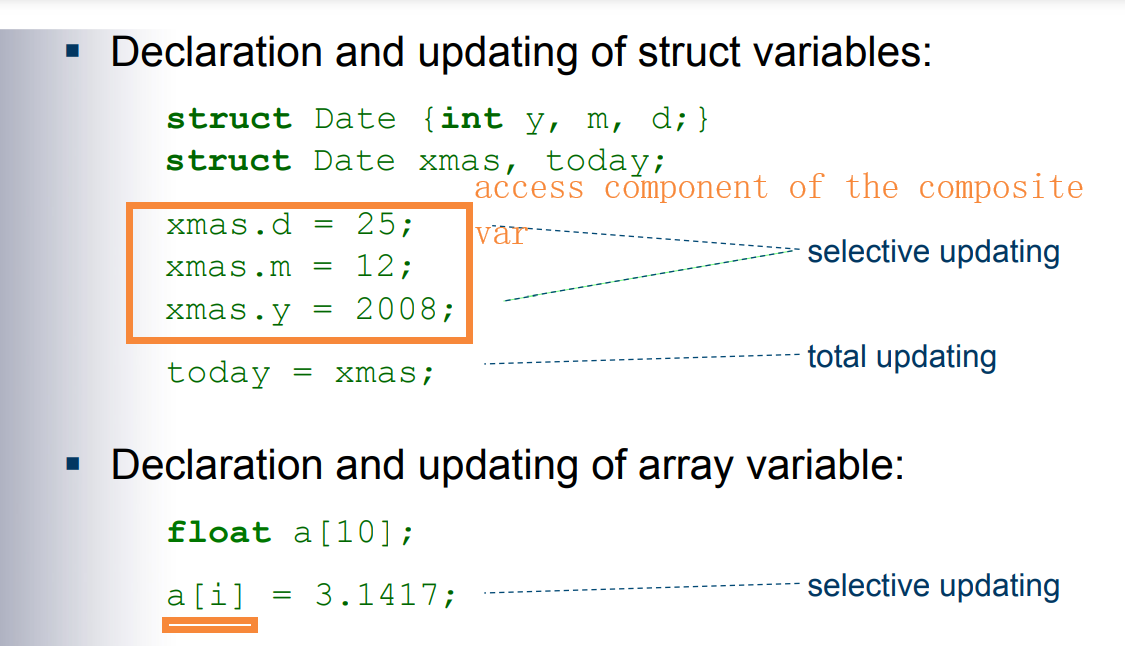 Declaration and updating of struct variables:
struct Date {int y, m, d;}
struct Date xmas, today;
access component of the composite
var
xmas.d = 25;
xmas.m = 12;
selective updating
xmas.y = 2008;
today = xmas;
total updating
Declaration and updating of array variable:
float a[10];
a[i] = 3.1417;
selective updating